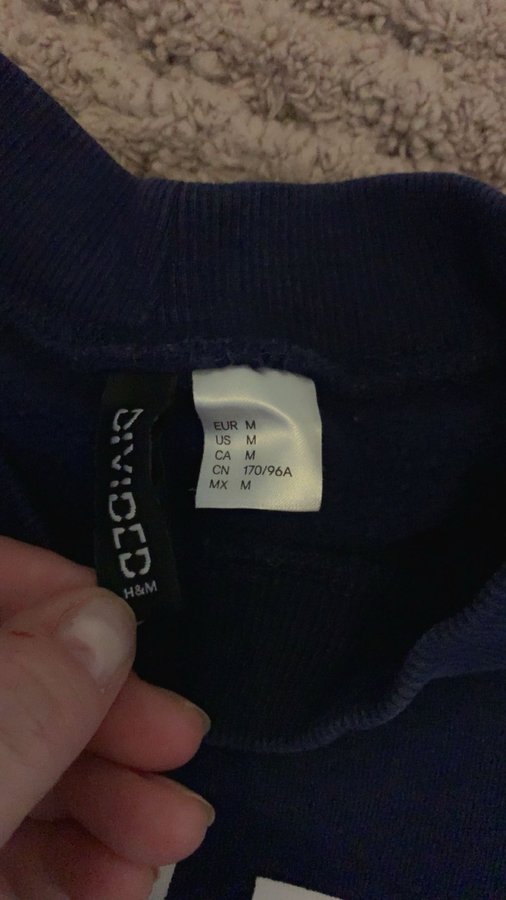 DIVIDED
H&M
EUR M
US M
CA M
CN 170/96A
MX M